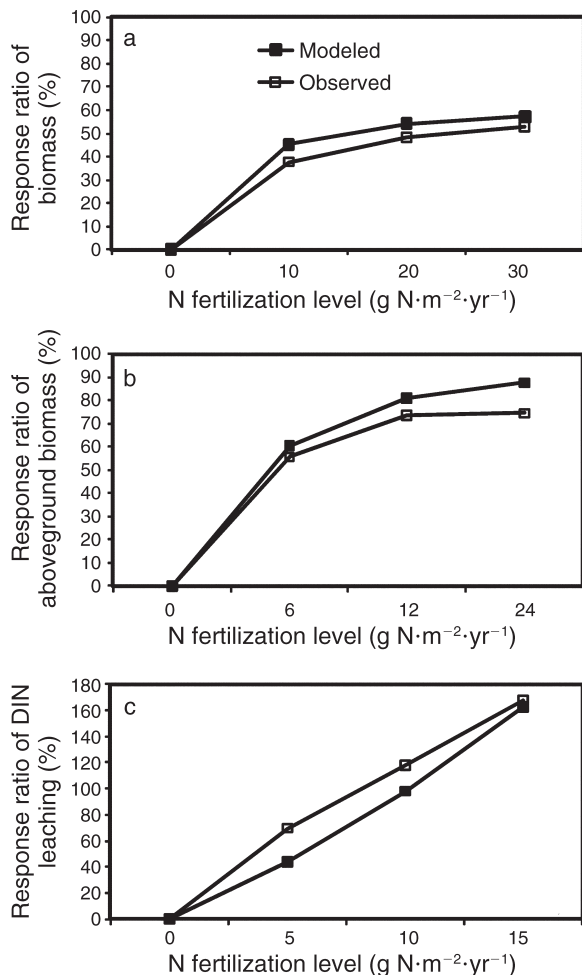 100
90
80
70
60
50
40
30
20
10
0
a
Modeled
Observed
Response ratio of
biomass (%)
0 10 20 30
N fertilization level (g N·m⁻²·yr⁻¹)
100
90
80
70
60
50
40
30
20
10
0
b
Response ratio of
aboveground biomass (%)
0 6 12 24
N fertilization level (g N·m⁻²·yr⁻¹)
180
160
140
120
100
80
60
40
20
0
c
Response ratio of DIN
leaching (%)
0 5 10 15
N fertilization level (g N·m⁻²·yr⁻¹)